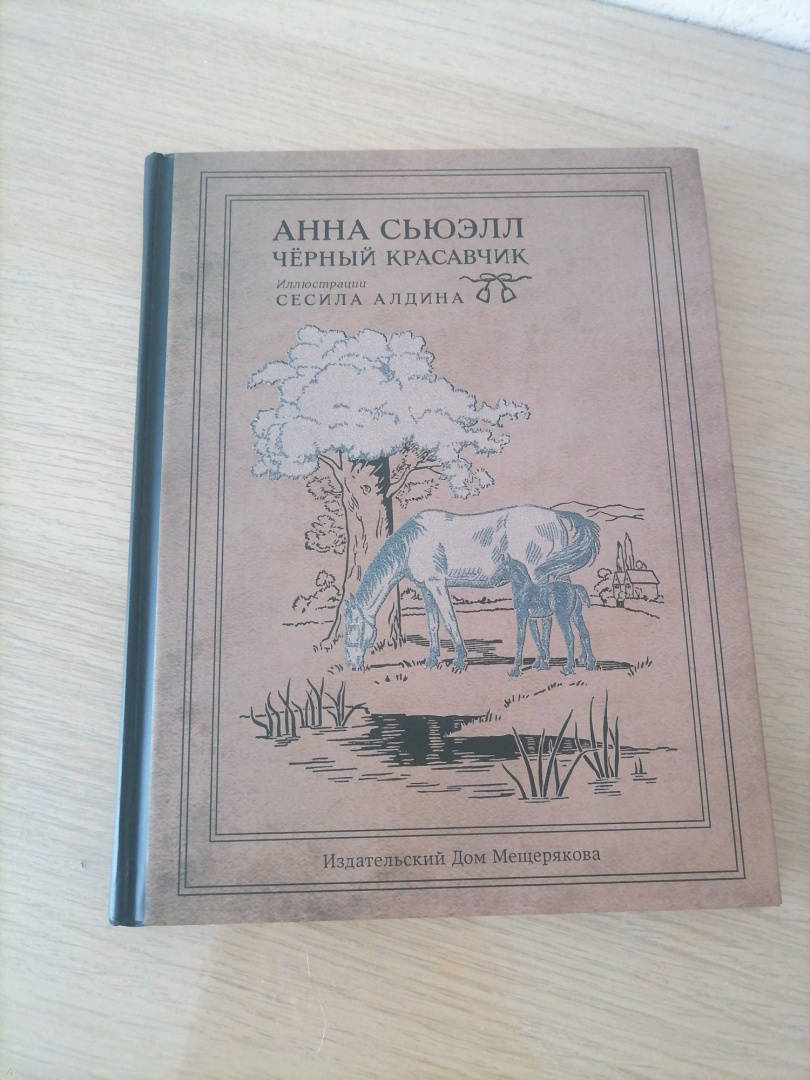 АННА СЬЮЭЛЛ
ЧЁРНЫЙ КРАСАВЧИК
Иллюстрации
СЕСИЛА АЛДИНА
Издательский Дом Мещерякова